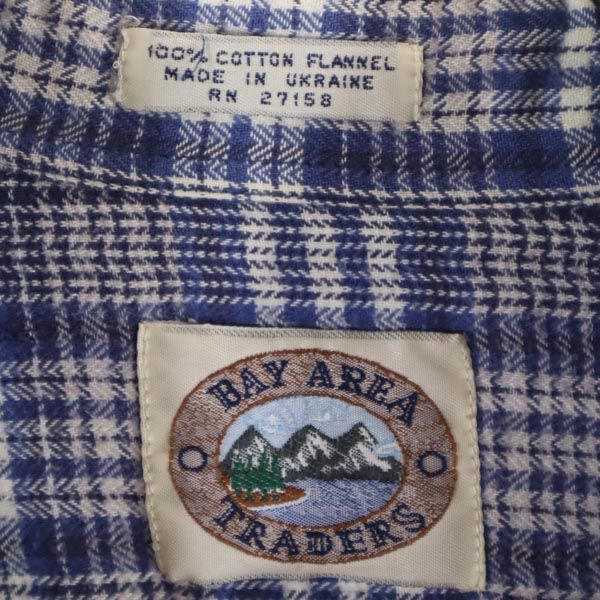 100% COTTON FLANNEL
MADE IN UKRAINE
RN 27158
BAY AREA
TRADERS